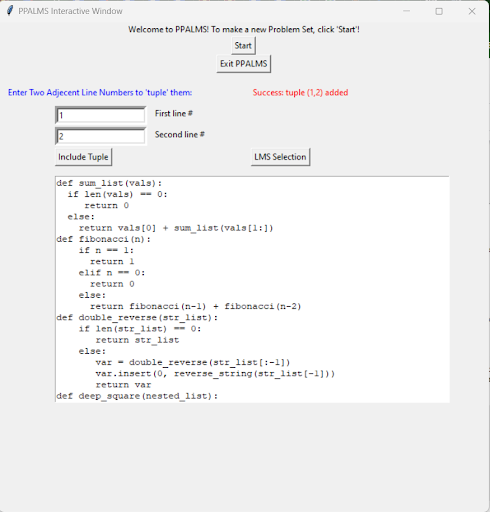 PPALMS Interactive Window
Welcome to PPALMS! To make a new Problem Set, click 'Start'!
Start
Exit PPALMS
Enter Two Adjecent Line Numbers to 'tuple' them:
Success: tuple (1,2) added
1 First line #
2 Second line #
Include Tuple
LMS Selection
def sum_list(vals):
  if len(vals) == 0:
     return 0
  else:
    return vals[0] + sum_list(vals[1:])
def fibonacci(n):
    if n == 1:
      return 1
    elif n == 0:
      return 0
    else:
      return fibonacci(n-1) + fibonacci(n-2)
def double_reverse(str_list):
    if len(str_list) == 0:
       return str_list
    else:
       var = double_reverse(str_list[:-1])
       var.insert(0, reverse_string(str_list[-1]))
       return var
def deep_square(nested_list):